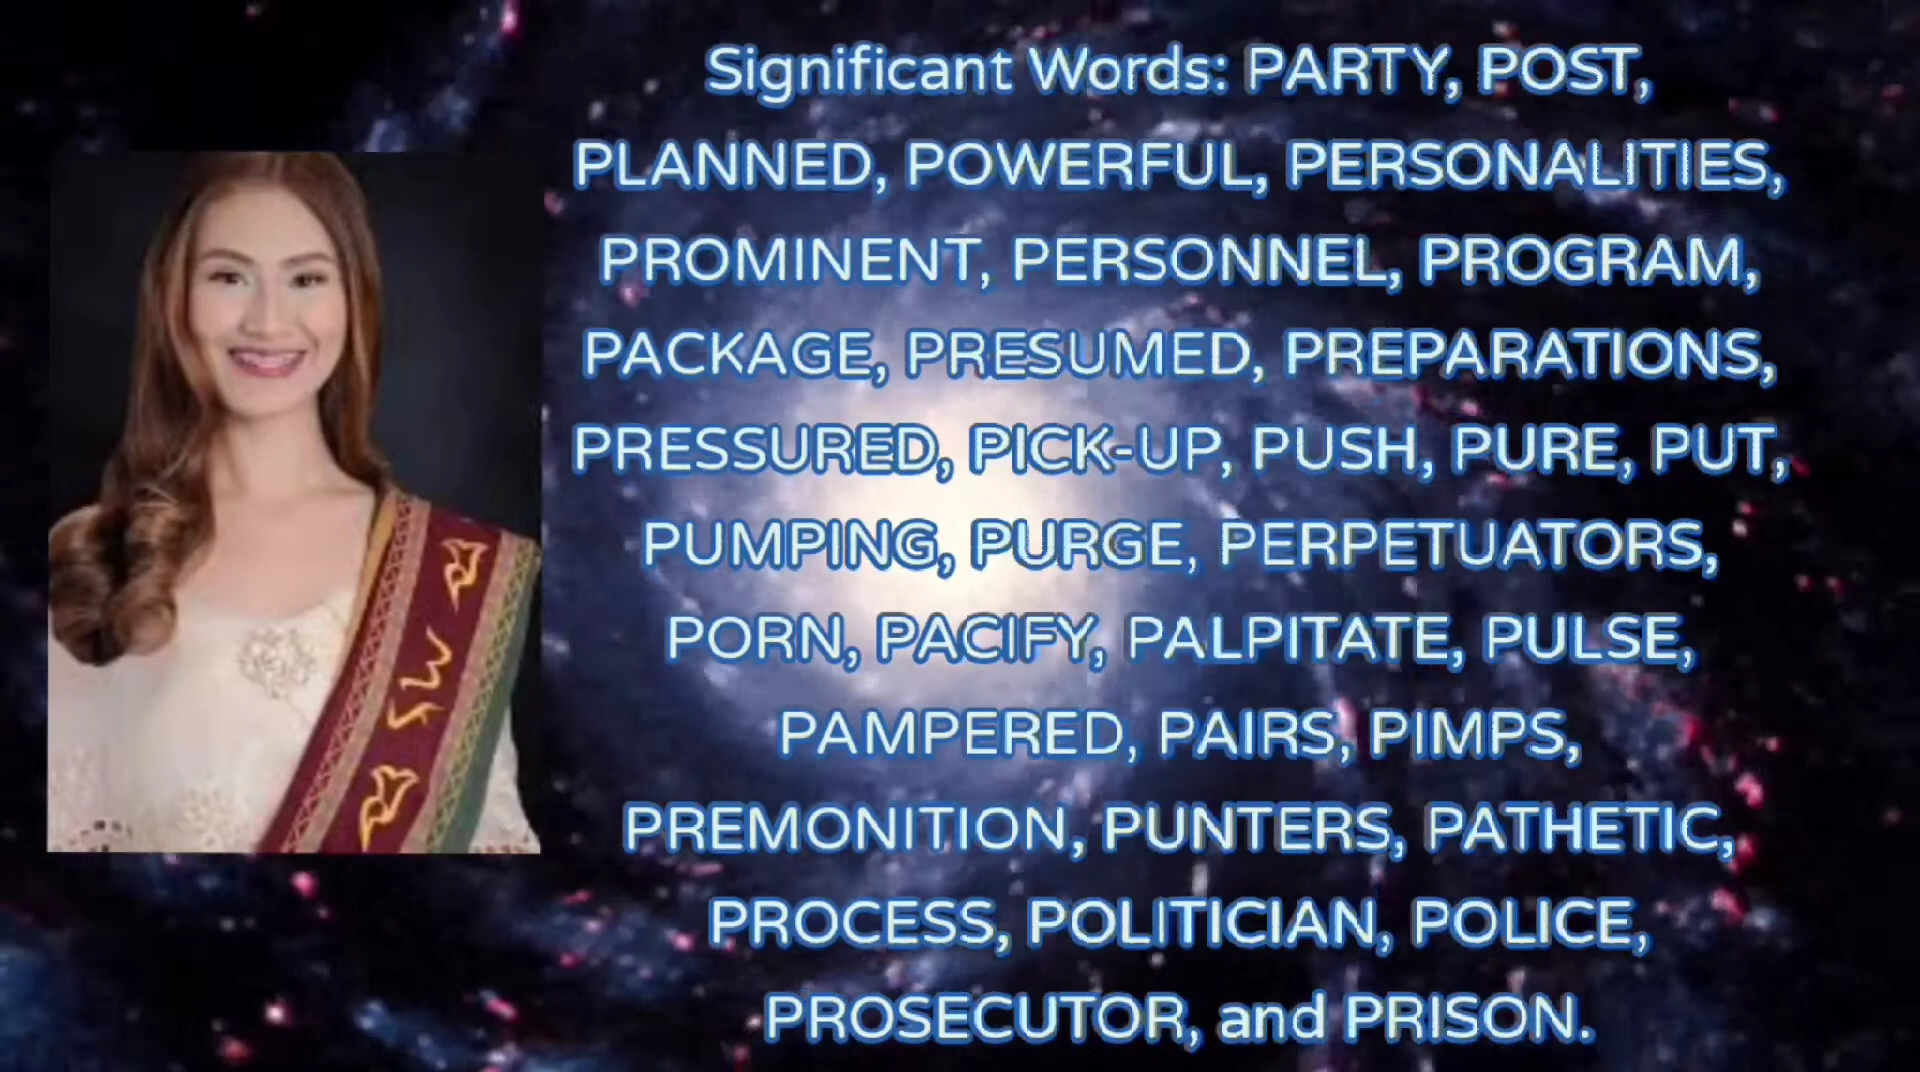 Significant Words: PARTY, POST,
PLANNED, POWERFUL, PERSONALITIES,
PROMINENT, PERSONNEL, PROGRAM,
PACKAGE, PRESUMED, PREPARATIONS,
PRESSURED, PICK-UP, PUSH, PURE, PUT,
PUMPING, PURGE, PERPETUATORS,
PORN, PACIFY, PALPITATE, PULSE,
PAMPERED, PAIRS, PIMPS,
PREMONITION, PUNTERS, PATHETIC,
PROCESS, POLITICIAN, POLICE,
PROSECUTOR, and PRISON.